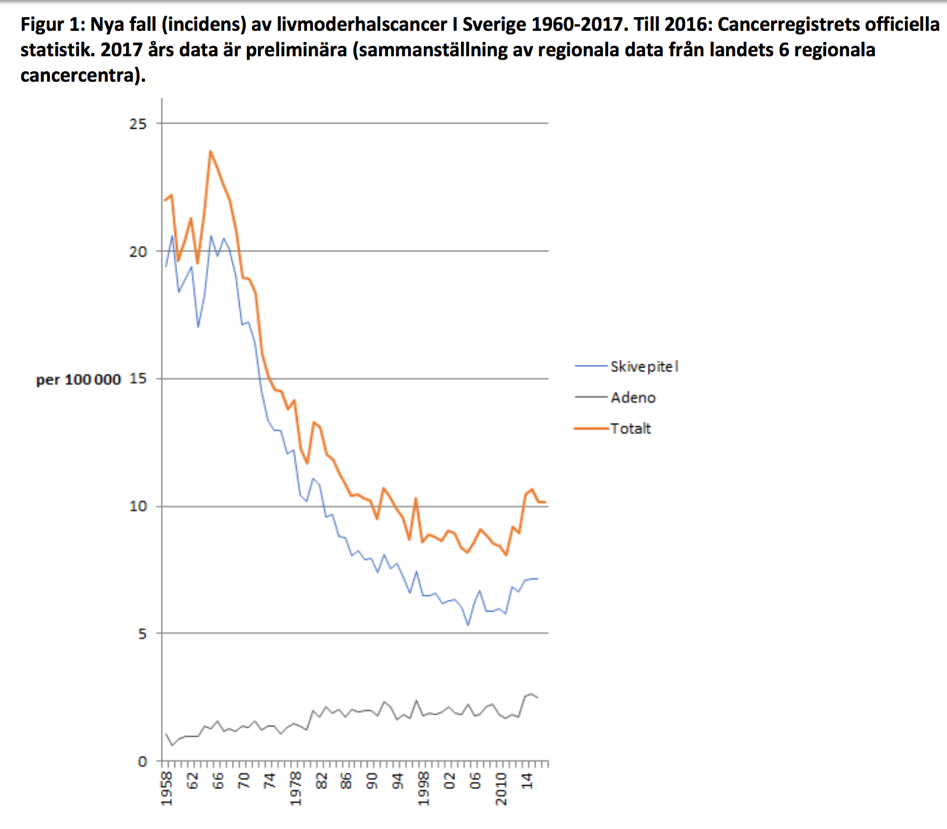 Figur 1: Nya fall (incidens) av livmoderhalscancer I Sverige 1960-2017. Till 2016: Cancerregistrets officiella
statistik. 2017 års data är preliminära (sammanställning av regionala data från landets 6 regionala
cancercentra).
25
20
per 100 000 15
10
5
0
Skivepitel
Adeno
Totalt
1958 62 66 70 74 1978 82 86 90 94 1998 02 06 2010 14